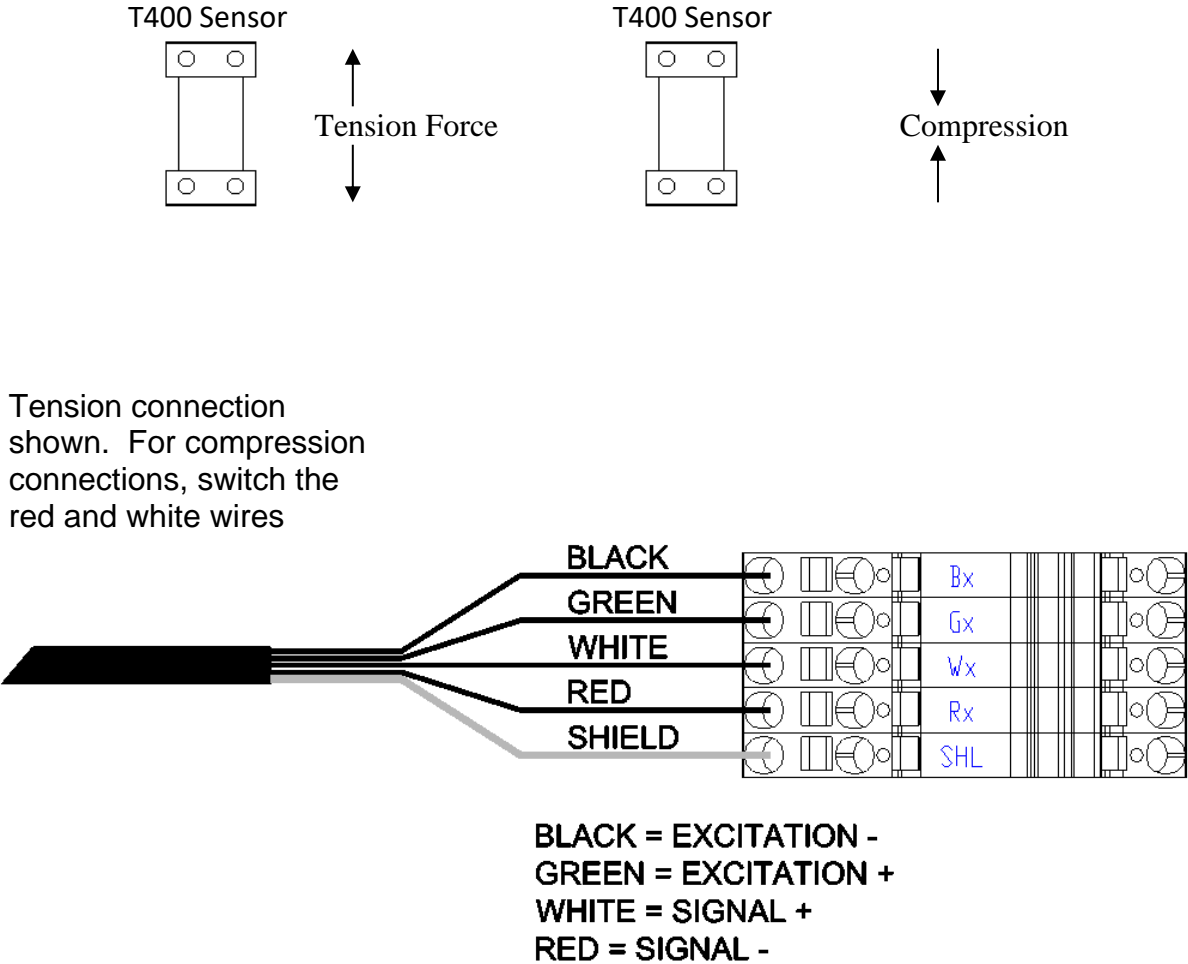 T400 Sensor
T400 Sensor
Tension Force
Compression
Tension connection
shown.  For compression
connections, switch the
red and white wires
BLACK
Bx
GREEN
Gx
WHITE
Wx
RED
Rx
SHIELD
SHL
BLACK = EXCITATION -
GREEN = EXCITATION +
WHITE = SIGNAL +
RED = SIGNAL -